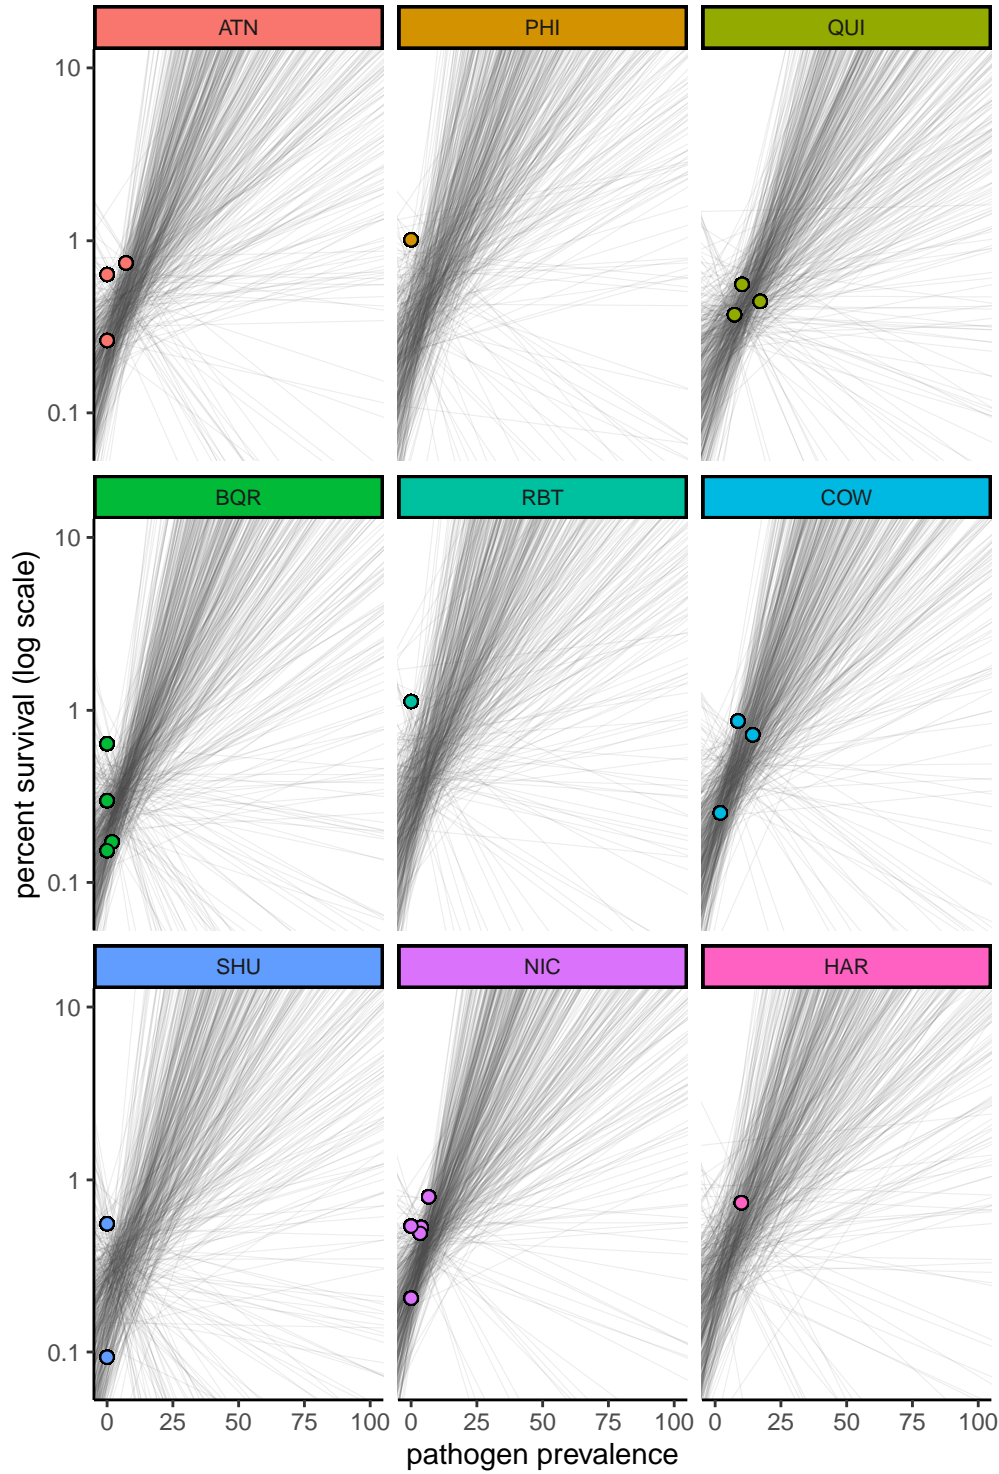 ATN PHI QUI
10
1
0.1
BQR RBT COW
10
1
0.1
percent survival (log scale)
SHU NIC HAR
10
1
0.1
0 25 50 75 100 0 25 50 75 100 0 25 50 75 100
pathogen prevalence